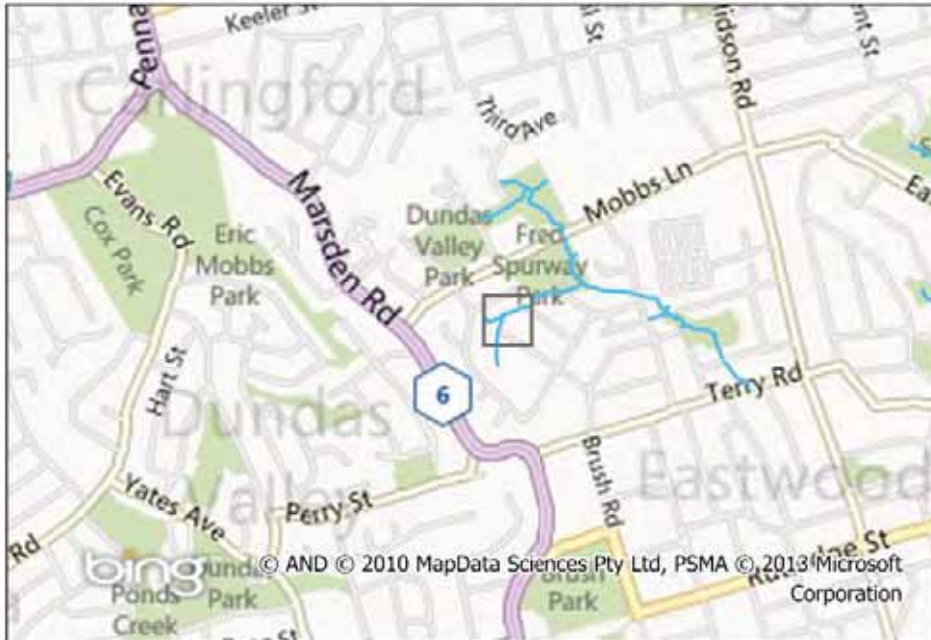 Keeler St
Third Ave
Carlingford
Marsden Rd
Mobbs Ln
Evans Rd
Cox Park
Eric
Mobbs
Park
Dundas
Valley
Park
Fred
Spurway
Park
Hart St
6
Terry Rd
Dundas
Valley
Brush Rd
Eastwood
Yates Ave
Perry St
Rd
bing
© AND © 2010 MapData Sciences Pty Ltd, PSMA © 2013 Microsoft
Corporation
Park
Ponds
Creek
Brush
Park